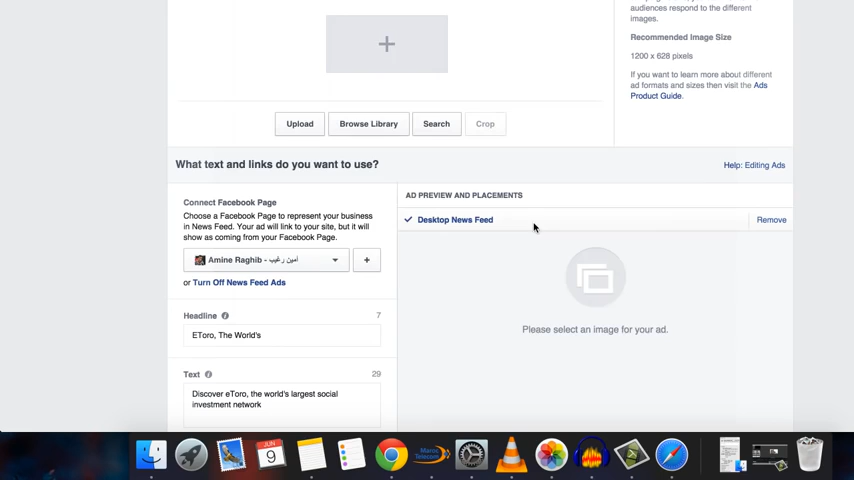 audiences respond to the different
images.
Recommended Image Size
1200 x 628 pixels
If you want to learn more about different
ad formats and sizes then visit the Ads
Product Guide.
Upload
Browse Library
Search
Crop
What text and links do you want to use?
Help: Editing Ads
Connect Facebook Page
Choose a Facebook Page to represent your business
in News Feed. Your ad will link to your site, but it will
show as coming from your Facebook Page.
Amine Raghib - أمين رغيب
or Turn Off News Feed Ads
Headline 7
EToro, The World's
Text 29
Discover eToro, the world's largest social
investment network
AD PREVIEW AND PLACEMENTS
Desktop News Feed
Remove
Please select an image for your ad.
JUN
9
Maroc
Telecom